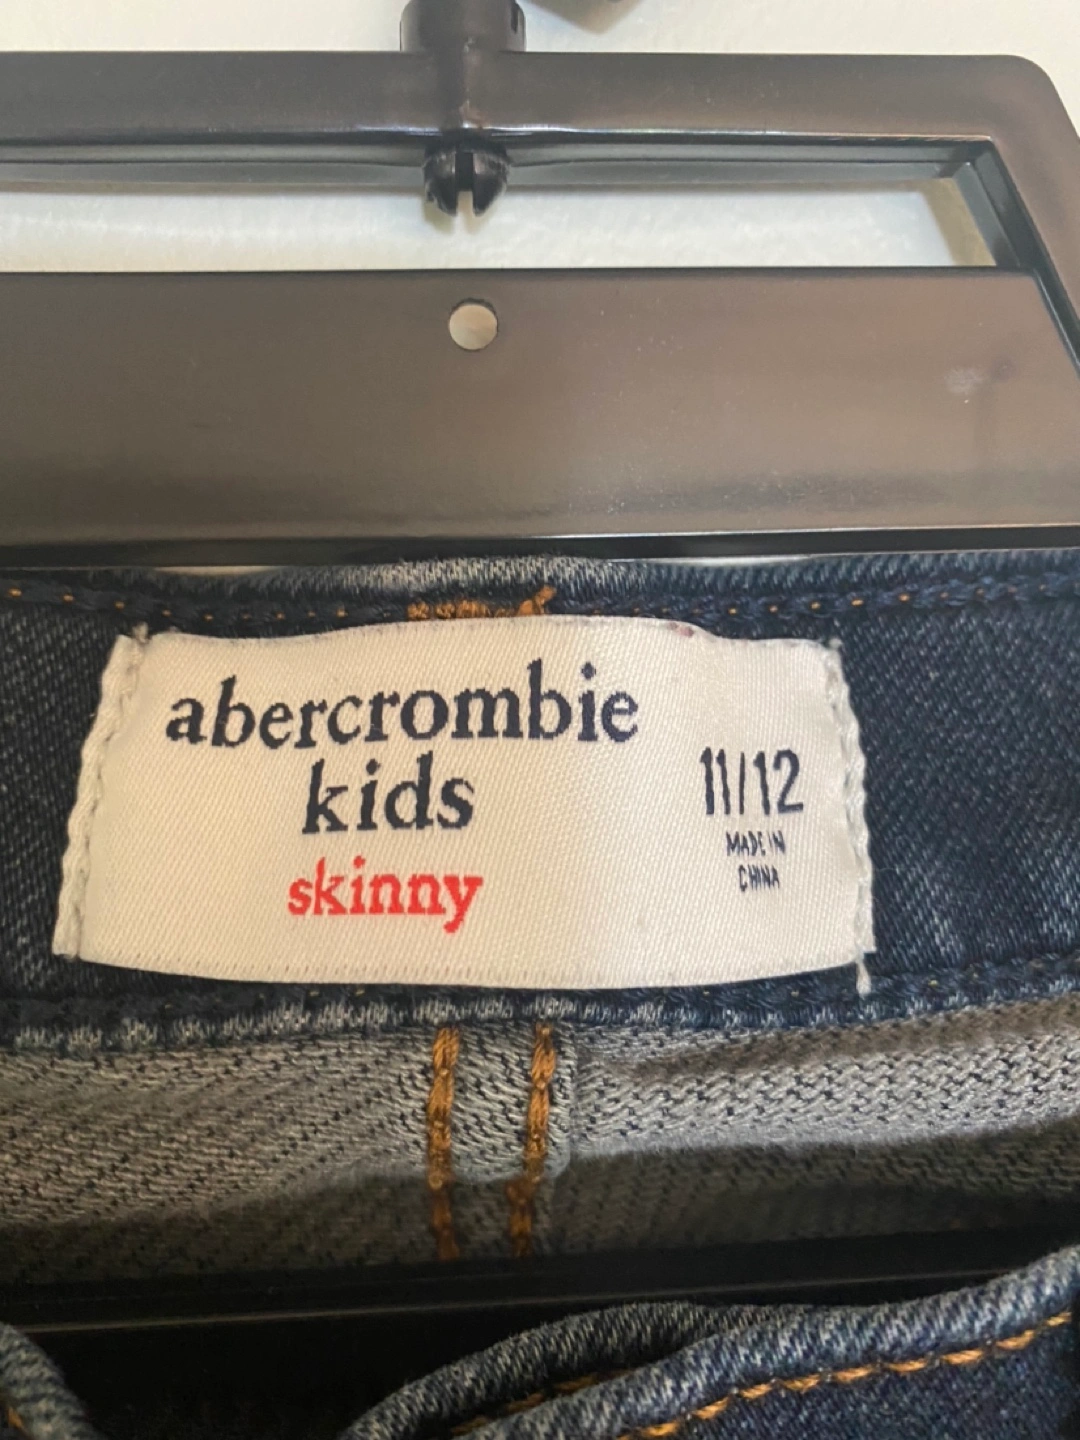 abercrombie
kids
skinny
11/12
MADE IN
CHINA